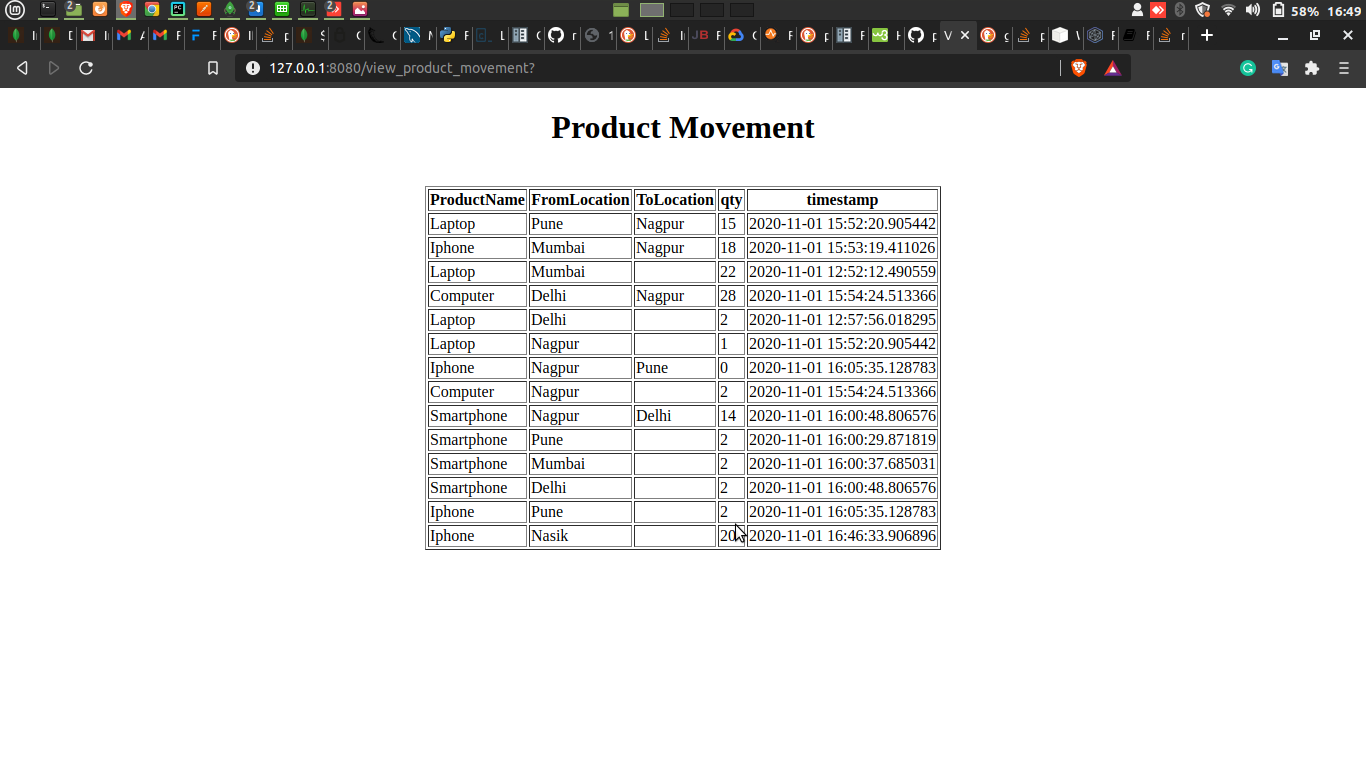 58% 16:49
127.0.0.1:8080/view_product_movement?
Product Movement
ProductName FromLocation ToLocation qty timestamp
Laptop Pune Nagpur 15 2020-11-01 15:52:20.905442
Iphone Mumbai Nagpur 18 2020-11-01 15:53:19.411026
Laptop Mumbai 22 2020-11-01 12:52:12.490559
Computer Delhi Nagpur 28 2020-11-01 15:54:24.513366
Laptop Delhi 2 2020-11-01 12:57:56.018295
Laptop Nagpur 1 2020-11-01 15:52:20.905442
Iphone Nagpur Pune 0 2020-11-01 16:05:35.128783
Computer Nagpur 2 2020-11-01 15:54:24.513366
Smartphone Nagpur Delhi 14 2020-11-01 16:00:48.806576
Smartphone Pune 2 2020-11-01 16:00:29.871819
Smartphone Mumbai 2 2020-11-01 16:00:37.685031
Smartphone Delhi 2 2020-11-01 16:00:48.806576
Iphone Pune 2 2020-11-01 16:05:35.128783
Iphone Nasik 20 2020-11-01 16:46:33.906896